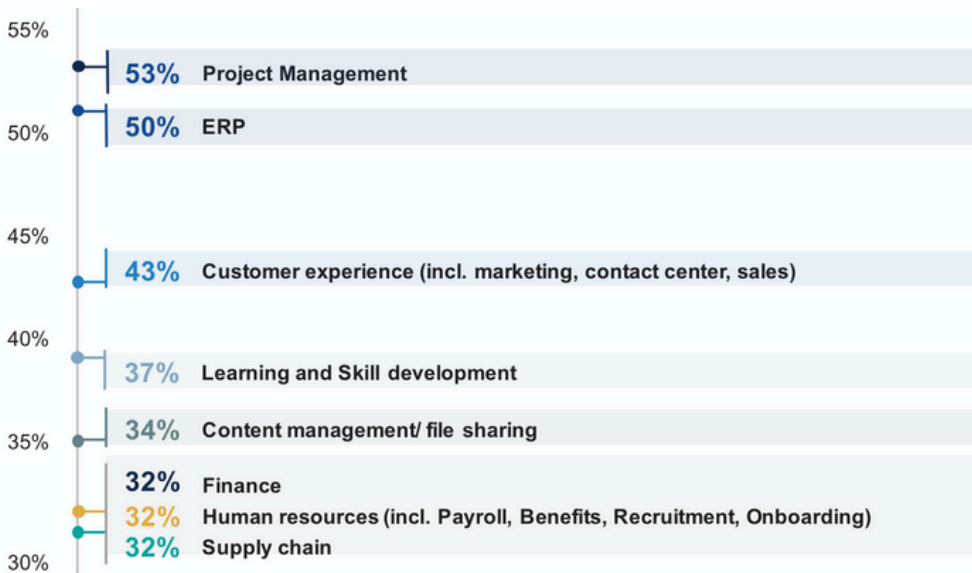 55%
53% Project Management
50% ERP
50%
45%
43% Customer experience (incl. marketing, contact center, sales)
40%
37% Learning and Skill development
34% Content management/ file sharing
35%
32% Finance
32% Human resources (incl. Payroll, Benefits, Recruitment, Onboarding)
32% Supply chain
30%